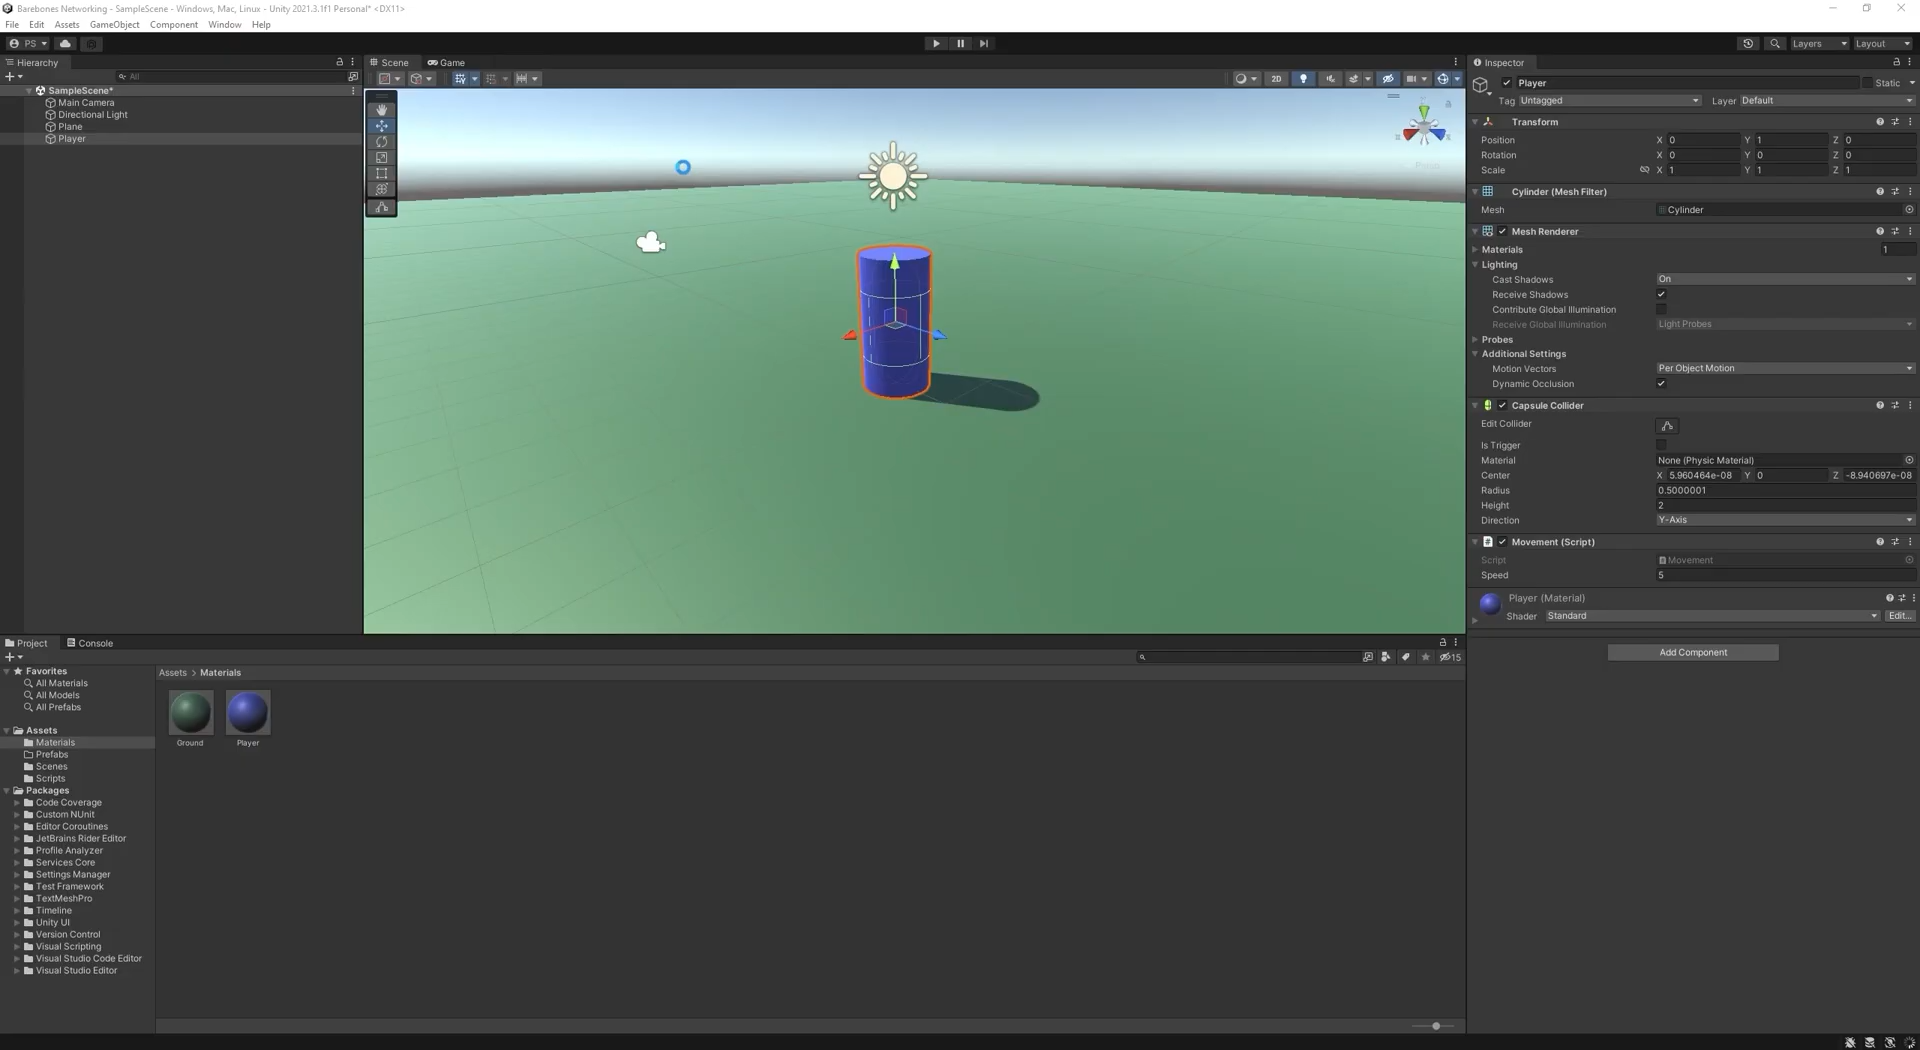 Barebones Networking - SampleScene - Windows, Mac, Linux - Unity 2021.3.1f1 Personal* <DX11>
File Edit Assets GameObject Component Window Help
PS Layers Layout
Hierarchy
All
SampleScene*
Main Camera
Directional Light
Plane
Player
Scene Game
2D
Persp
Inspector
Player Static
Tag Untagged Layer Default
Transform
Position X 0 Y 1 Z 0
Rotation X 0 Y 0 Z 0
Scale X 1 Y 1 Z 1
Cylinder (Mesh Filter)
Mesh Cylinder
Mesh Renderer
Materials 1
Lighting
Cast Shadows On
Receive Shadows
Contribute Global Illumination
Receive Global Illumination Light Probes
Probes
Additional Settings
Motion Vectors Per Object Motion
Dynamic Occlusion
Capsule Collider
Edit Collider
Is Trigger
Material None (Physic Material)
Center X 5.960464e-08 Y 0 Z -8.940697e-08
Radius 0.5000001
Height 2
Direction Y-Axis
Movement (Script)
Script Movement
Speed 5
Player (Material)
Shader Standard Edit...
Add Component
Project Console
15
Favorites
All Materials
All Models
All Prefabs
Assets
Materials
Prefabs
Scenes
Scripts
Packages
Code Coverage
Custom NUnit
Editor Coroutines
JetBrains Rider Editor
Profile Analyzer
Services Core
Settings Manager
Test Framework
TextMeshPro
Timeline
Unity UI
Version Control
Visual Scripting
Visual Studio Code Editor
Visual Studio Editor
Assets > Materials
Ground Player